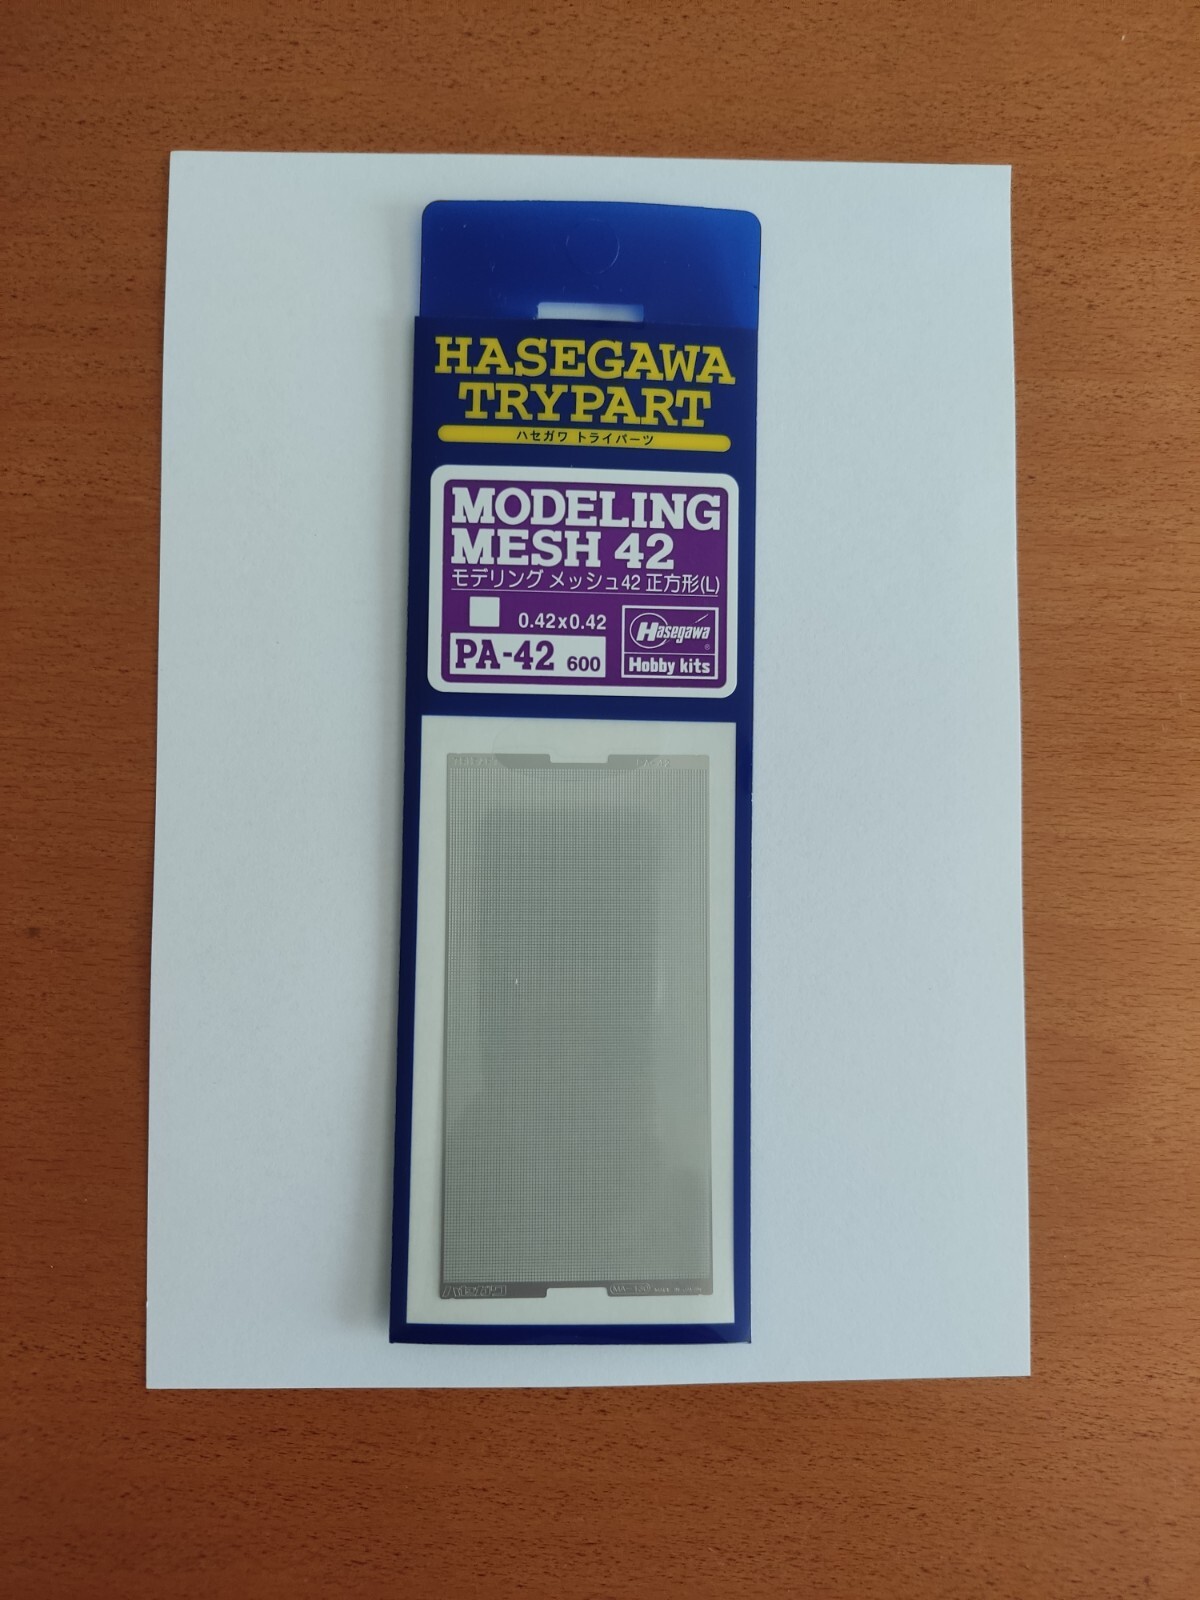 HASEGAWA
TRYPART
ハセガワ トライパーツ
MODELING
MESH 42
モデリング メッシュ42 正方形(L)
0.42x0.42
PA-42 600
Hasegawa
®
Hobby kits